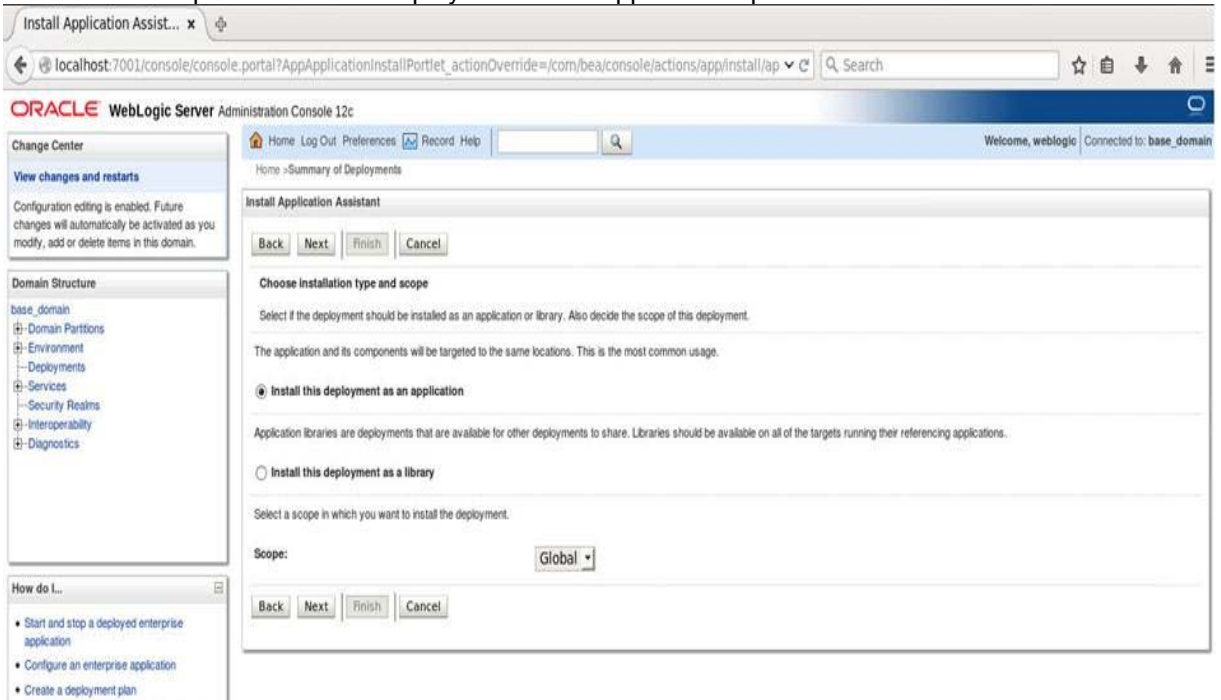 Install Application Assist... x
localhost:7001/console/console.portal?AppApplicationInstallPortlet_actionOverride=/com/bea/console/actions/app/install/ap
Search
ORACLE WebLogic Server Administration Console 12c
Change Center
View changes and restarts
Configuration editing is enabled. Future
changes will automatically be activated as you
modify, add or delete items in this domain.
Domain Structure
base_domain
Domain Partitions
Environment
Deployments
Services
Security Realms
Interoperability
Diagnostics
How do I...
Start and stop a deployed enterprise
application
Configure an enterprise application
Create a deployment plan
Home Log Out Preferences Record Help
Welcome, weblogic Connected to: base_domain
Home >Summary of Deployments
Install Application Assistant
Back Next Finish Cancel
Choose installation type and scope
Select if the deployment should be installed as an application or library. Also decide the scope of this deployment.
The application and its components will be targeted to the same locations. This is the most common usage.
Install this deployment as an application
Application libraries are deployments that are available for other deployments to share. Libraries should be available on all of the targets running their referencing applications.
Install this deployment as a library
Select a scope in which you want to install the deployment.
Scope: Global
Back Next Finish Cancel